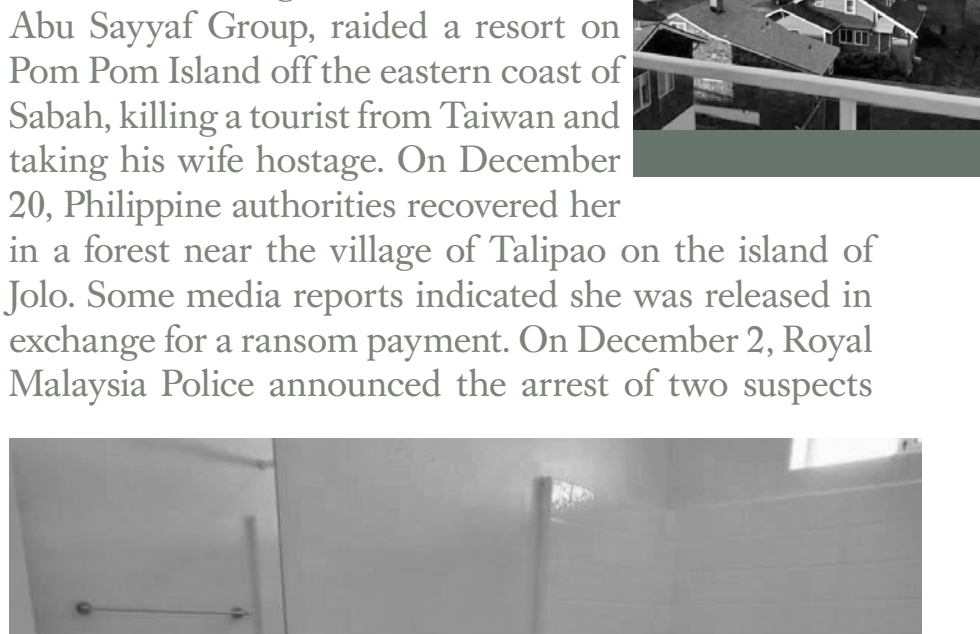 Abu Sayyaf Group, raided a resort on
Pom Pom Island off the eastern coast of
Sabah, killing a tourist from Taiwan and
taking his wife hostage. On December
20, Philippine authorities recovered her
in a forest near the village of Talipao on the island of
Jolo. Some media reports indicated she was released in
exchange for a ransom payment. On December 2, Royal
Malaysia Police announced the arrest of two suspects